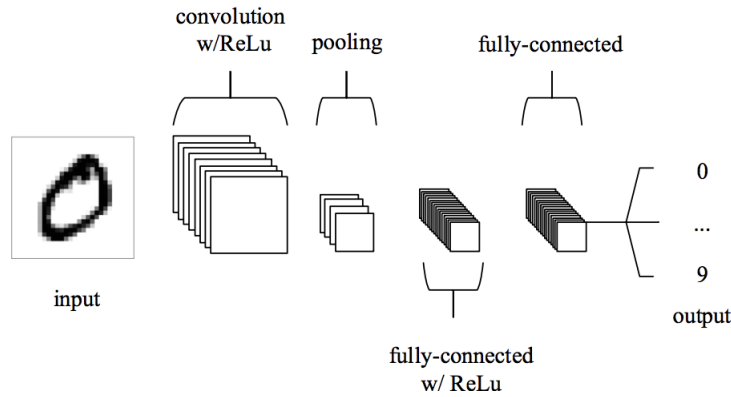 convolution
w/ReLu
pooling
fully-connected
input
fully-connected
w/ ReLu
0
...
9
output